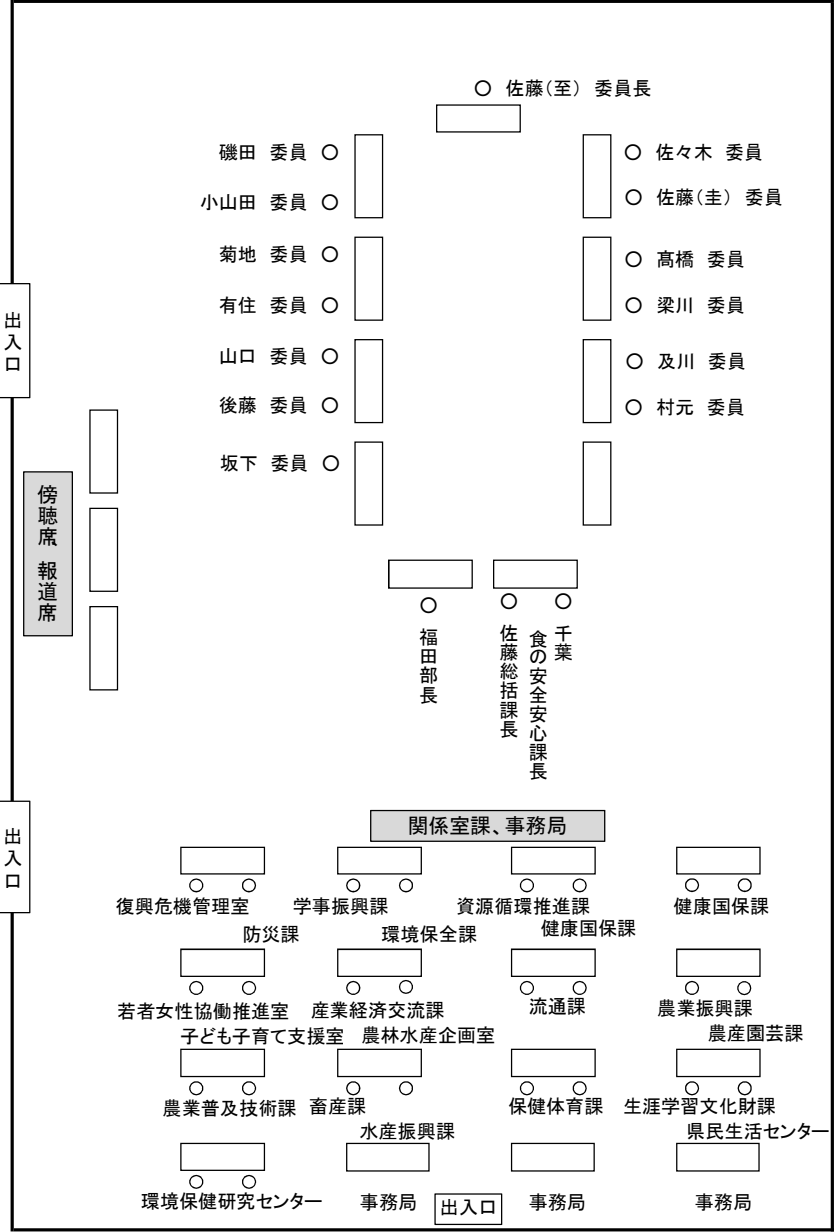 佐藤(至) 委員長
磯田 委員
佐々木 委員
小山田 委員
佐藤(圭) 委員
菊地 委員
髙橋 委員
有住 委員
梁川 委員
山口 委員
及川 委員
後藤 委員
村元 委員
坂下 委員
出入口
傍聴席、報道席
福田部長
佐藤総括課長
千葉
食の安全安心課長
出入口
関係室課、事務局
復興危機管理室
学事振興課
資源循環推進課
健康国保課
防災課
環境保全課
健康国保課
若者女性協働推進室
産業経済交流課
流通課
農業振興課
子ども子育て支援室
農林水産企画室
農産園芸課
農業普及技術課
畜産課
保健体育課
生涯学習文化財課
水産振興課
県民生活センター
環境保健研究センター
事務局
出入口
事務局
事務局